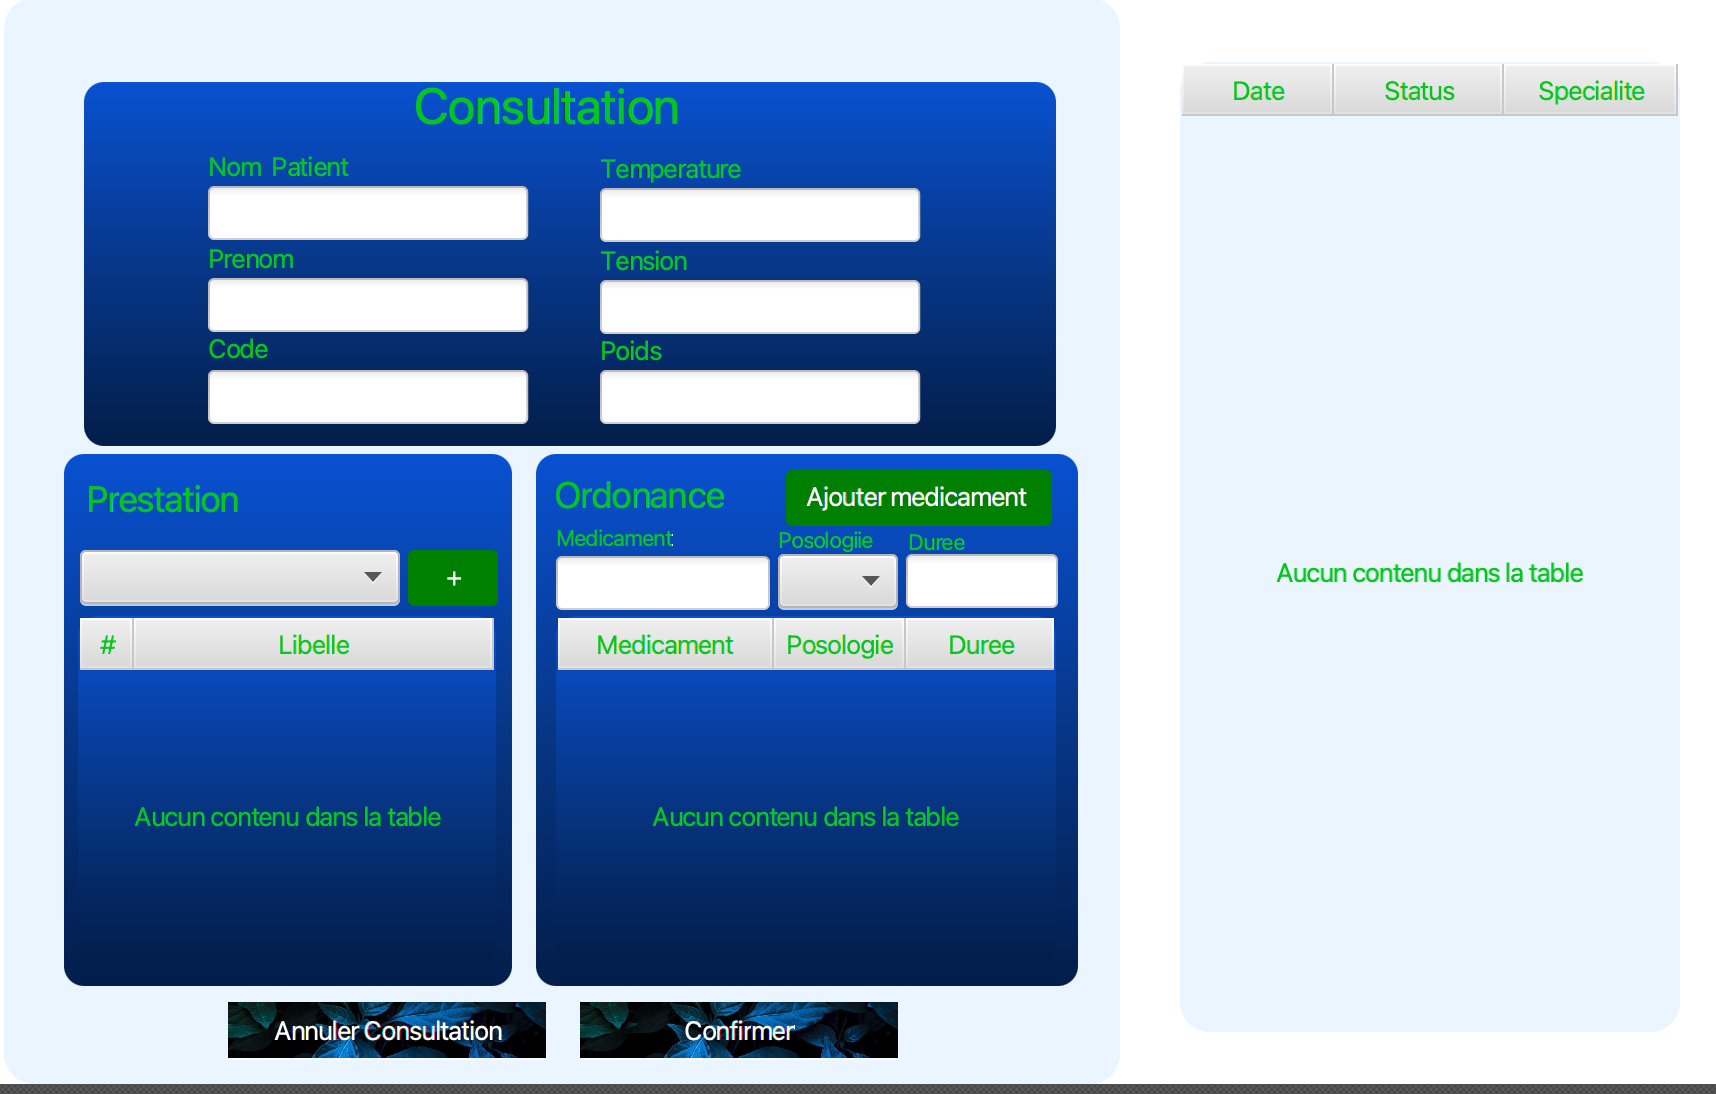 Consultation
Nom Patient
Temperature
Prenom
Tension
Code
Poids
Prestation
+
# Libelle
Aucun contenu dans la table
Ordonance
Ajouter medicament
Medicament:
Posologiie
Duree
Medicament Posologie Duree
Aucun contenu dans la table
Annuler Consultation
Confirmer
Date Status Specialite
Aucun contenu dans la table